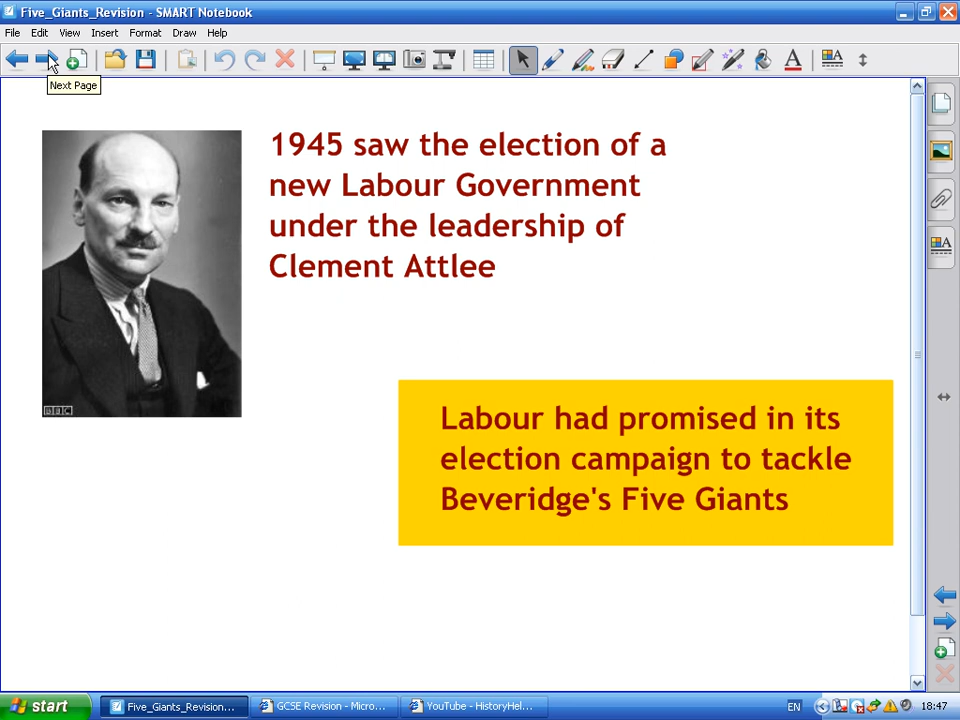 Five_Giants_Revision - SMART Notebook
File Edit View Insert Format Draw Help
Next Page
1945 saw the election of a
new Labour Government
under the leadership of
Clement Attlee
BBC
Labour had promised in its
election campaign to tackle
Beveridge's Five Giants
start
Five_Giants_Revision...
GCSE Revision - Micro...
YouTube - HistoryHel...
EN
18:47